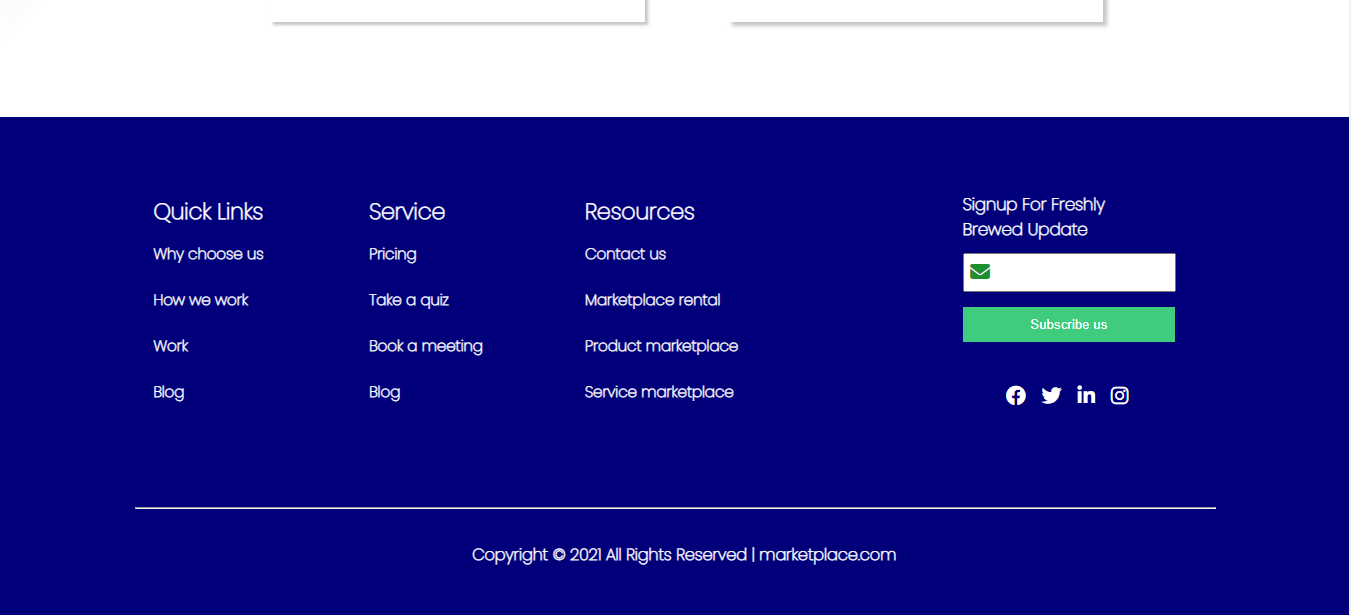 Quick Links
Why choose us
How we work
Work
Blog
Service
Pricing
Take a quiz
Book a meeting
Blog
Resources
Contact us
Marketplace rental
Product marketplace
Service marketplace
Signup For Freshly
Brewed Update
Subscribe us
Copyright © 2021 All Rights Reserved | marketplace.com